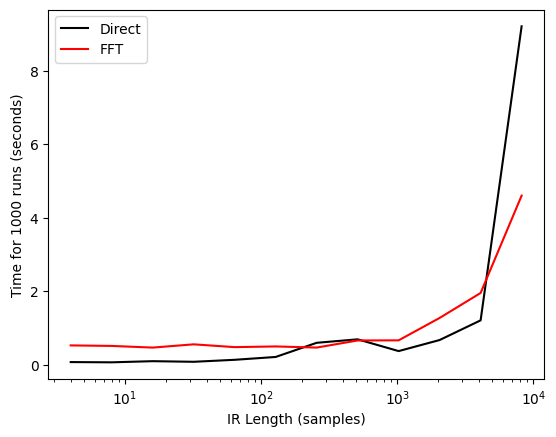 Direct
FFT
8
6
4
2
0
Time for 1000 runs (seconds)
10¹
10²
10³
10⁴
IR Length (samples)